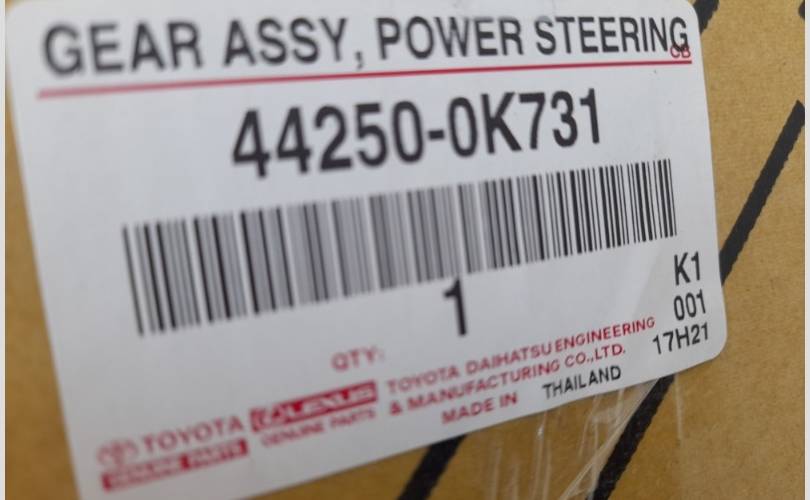 GEAR ASSY, POWER STEERING
CB
44250-0K731
1
K1
001
17H21
QTY:
TOYOTA
GENUINE PARTS
LEXUS
GENUINE PARTS
TOYOTA DAIHATSU ENGINEERING
& MANUFACTURING CO.,LTD.
MADE IN THAILAND